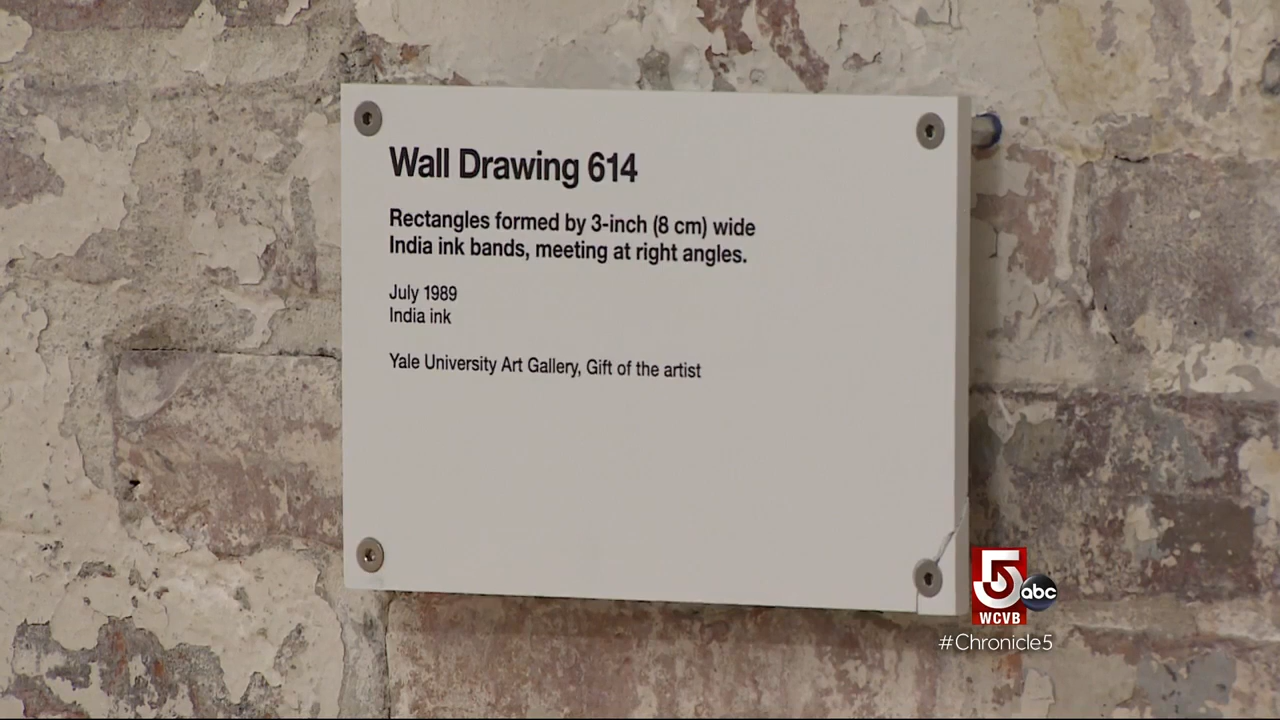 Wall Drawing 614
Rectangles formed by 3-inch (8 cm) wide
India ink bands, meeting at right angles.
July 1989
India ink
Yale University Art Gallery, Gift of the artist
5
abc
WCVB
#Chronicle5